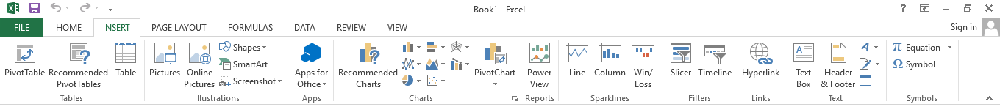 Book1 - Excel
Sign in
FILE HOME INSERT PAGE LAYOUT FORMULAS DATA REVIEW VIEW
PivotTable
Recommended
PivotTables
Table
Tables
Pictures
Online
Pictures
Shapes
SmartArt
Screenshot
Illustrations
Apps for
Office
Apps
Recommended
Charts
PivotChart
Charts
Power
View
Reports
Line
Column
Win/
Loss
Sparklines
Slicer
Timeline
Filters
Hyperlink
Links
Text
Box
Header
& Footer
Text
Equation
Symbol
Symbols